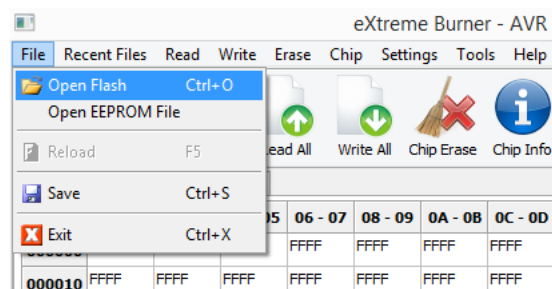 eXtreme Burner - AVR
File Recent Files Read Write Erase Chip Settings Tools Help
Open Flash Ctrl+O
Open EEPROM File
Reload F5
Save Ctrl+S
Exit Ctrl+X
ead All Write All Chip Erase Chip Info
05 06 - 07 08 - 09 0A - 0B 0C - 0D
FFFF FFFF FFFF FFFF
000010 FFFF FFFF FFFF FFFF FFFF FFFF FFFF